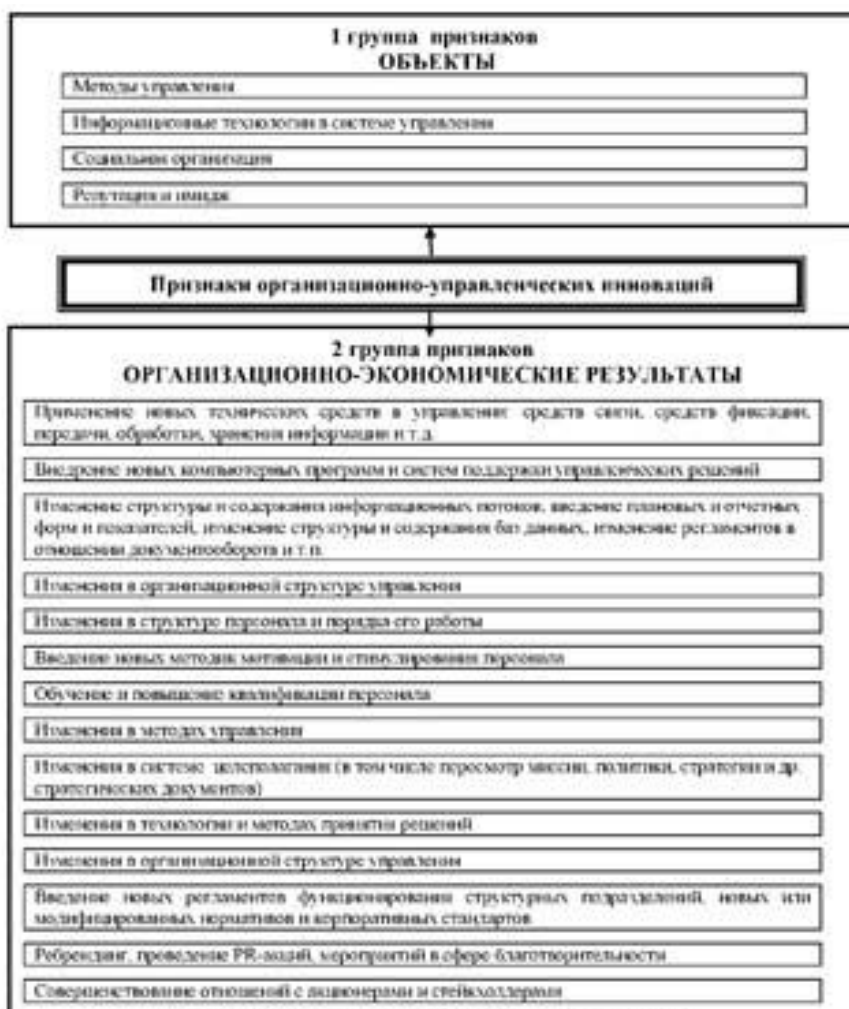 1 группа признаков
ОБЪЕКТЫ
Методы управления
Информационные технологии в системе управления
Социальная организация
Репутация и имидж
Признаки организационно-управленческих инноваций
2 группа признаков
ОРГАНИЗАЦИОННО-ЭКОНОМИЧЕСКИЕ РЕЗУЛЬТАТЫ
Применение новых технических средств в управлении: средств связи, средств фиксации,
передачи, обработки, хранения информации и т.д.
Внедрение новых компьютерных программ и систем поддержки управленческих решений
Изменение структуры и содержания информационных потоков, введение плановых и отчетных
форм и показателей, изменение структуры и содержания баз данных, изменение регламентов в
отношении документооборота и т.п.
Изменения в организационной структуре управления
Изменения в структуре персонала и порядка его работы
Введение новых методик мотивации и стимулирования персонала
Обучение и повышение квалификации персонала
Изменения в методах управления
Изменения в системе целеполагания (в том числе пересмотр миссии, политики, стратегии и др.
стратегических документов)
Изменения в технологии и методах принятия решений
Изменения в организационной структуре управления
Введение новых регламентов функционирования структурных подразделений, новых или
модифицированных нормативов и корпоративных стандартов
Ребрендинг, проведение PR-акций, мероприятий в сфере благотворительности
Совершенствование отношений с акционерами и стейкхолдерами